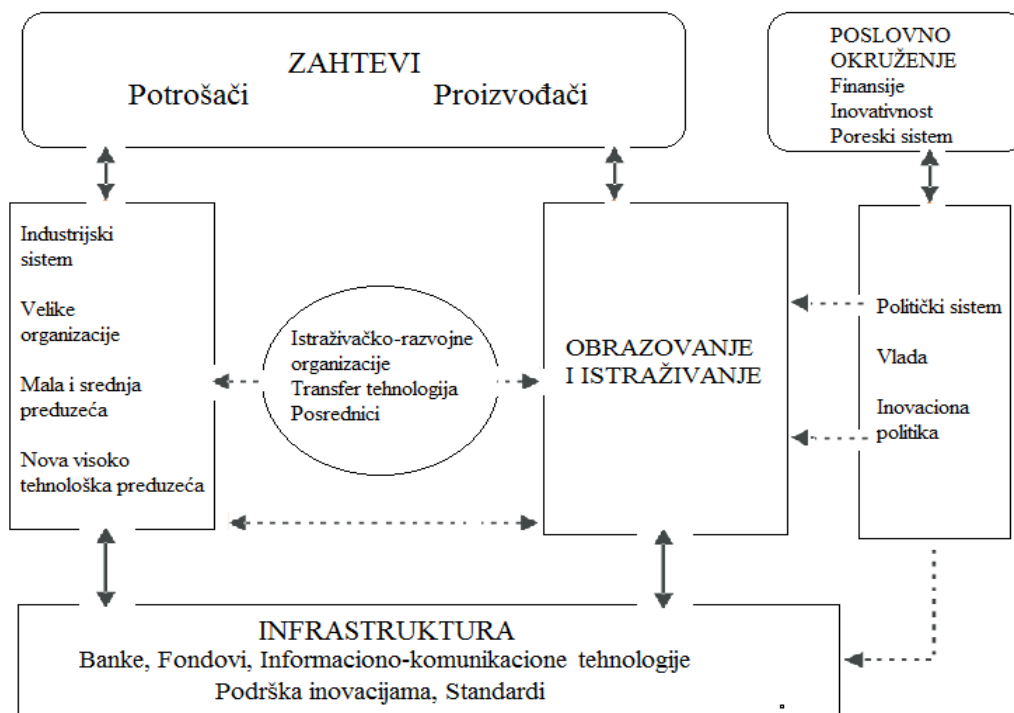 ZAHTEVI
Potrošači Proizvođači
POSLOVNO
OKRUŽENJE
Finansije
Inovativnost
Poreski sistem
Industrijski
sistem
Velike
organizacije
Mala i srednja
preduzeća
Nova visoko
tehnološka preduzeća
Istraživačko-razvojne
organizacije
Transfer tehnologija
Posrednici
OBRAZOVANJE
I ISTRAŽIVANJE
Politički sistem
Vlada
Inovaciona
politika
INFRASTRUKTURA
Banke, Fondovi, Informaciono-komunikacione tehnologije
Podrška inovacijama, Standardi